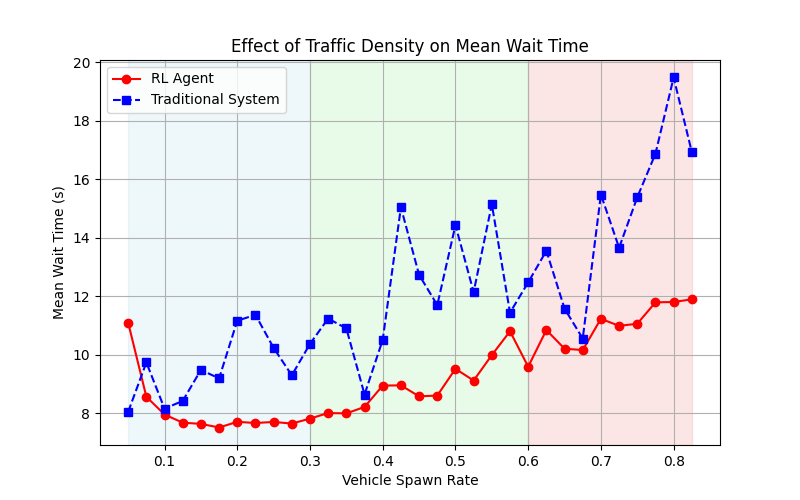 Effect of Traffic Density on Mean Wait Time
RL Agent
Traditional System
Mean Wait Time (s)
20
18
16
14
12
10
8
0.1 0.2 0.3 0.4 0.5 0.6 0.7 0.8
Vehicle Spawn Rate